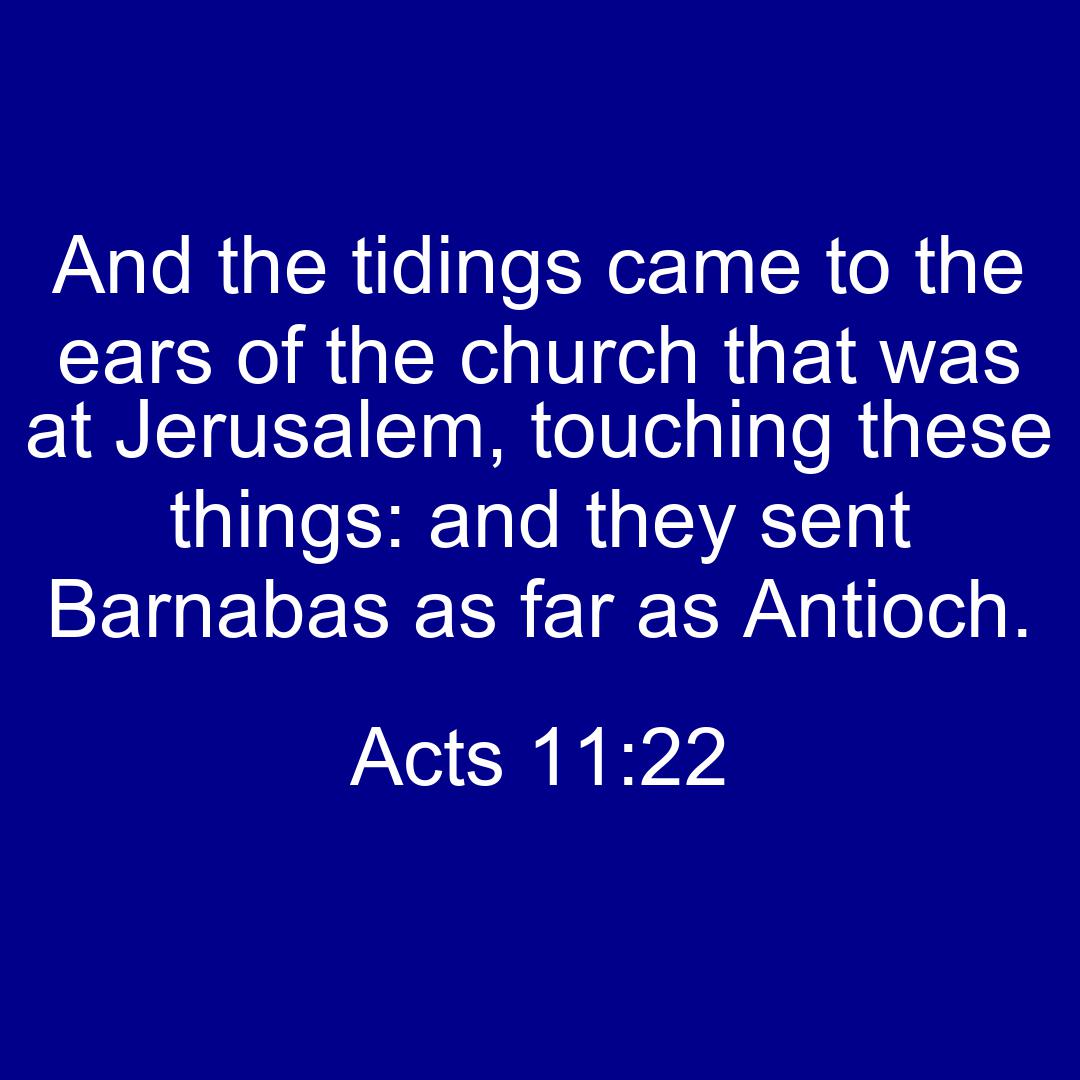 And the tidings came to the
ears of the church that was
at Jerusalem, touching these
things: and they sent
Barnabas as far as Antioch.
Acts 11:22